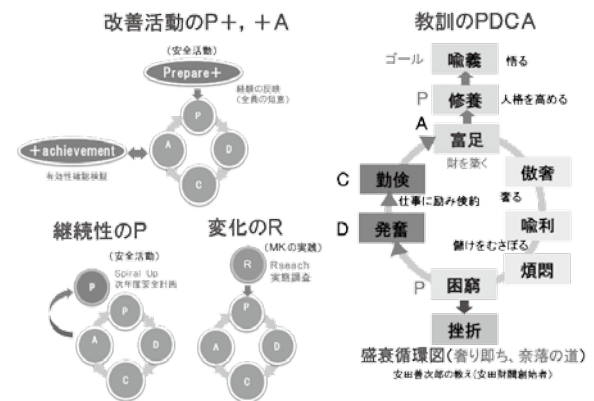 改善活動のP+, +A
(安全活動)
Prepare+
経験の反映
(全員の知恵)
P
A
D
C
+achievement
有効性確認検証
継続性のP
(安全活動)
Spiral Up
次年度安全計画
P
P
A
D
C
変化のR
(MKの実践)
R
Rseach
実態調査
P
A
D
C
教訓のPDCA
ゴール
喩義
悟る
P
修養
人格を高める
A
富足
財を築く
C
勤倹
仕事に励み倹約
傲奢
奢る
D
発奮
喩利
儲けをむさぼる
煩悶
P
困窮
挫折
盛衰循環図(奢り即ち、奈落の道)
安田善次郎の教え(安田財閥創始者)